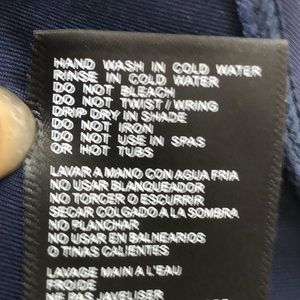 HAND WASH IN COLD WATER
RINSE IN COLD WATER
DO NOT BLEACH
DO NOT TWIST / WRING
DRIP DRY IN SHADE
DO NOT IRON
DO NOT USE IN SPAS
OR HOT TUBS
LAVAR A MANO CON AGUA FRIA
NO USAR BLANQUEADOR
NO TORCER O ESCURRIR
SECAR COLGADO A LA SOMBRA
NO PLANCHAR
NO USAR EN BALNEARIOS
O TINAS CALIENTES
LAVAGE MAIN A L'EAU
FROIDE
NE PAS JAVELISER